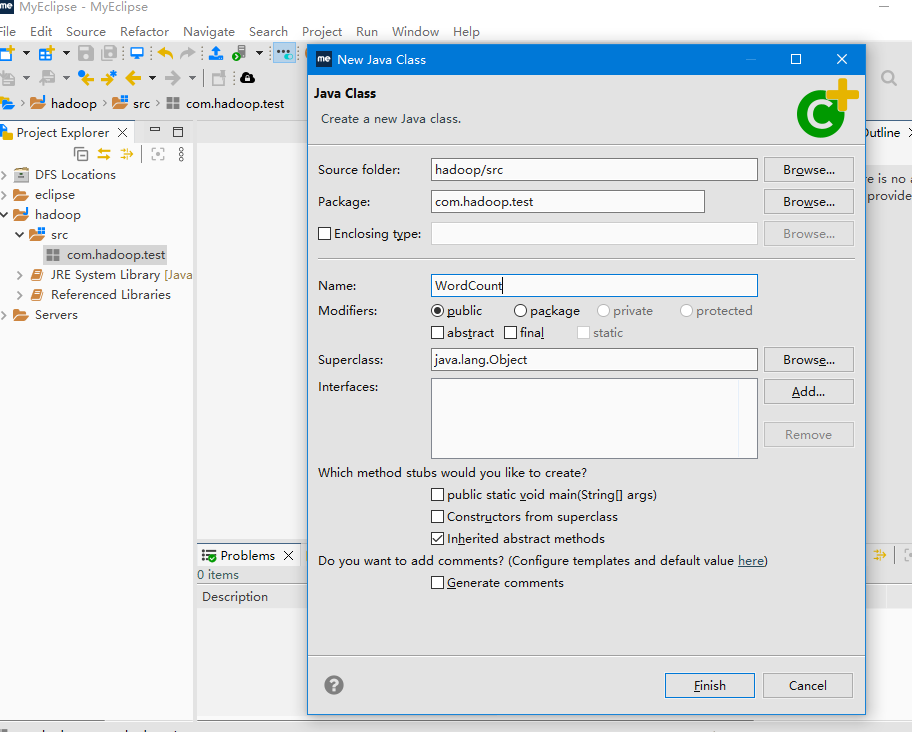 me MyEclipse - MyEclipse
File Edit Source Refactor Navigate Search Project Run Window Help
hadoop src com.hadoop.test
Project Explorer
DFS Locations
eclipse
hadoop
src
com.hadoop.test
JRE System Library [Java
Referenced Libraries
Servers
me New Java Class
Java Class
Create a new Java class.
C
Source folder: hadoop/src Browse...
Package: com.hadoop.test Browse...
Enclosing type: Browse...
Name: WordCount
Modifiers: public package private protected
abstract final static
Superclass: java.lang.Object Browse...
Interfaces: Add...
Remove
Which method stubs would you like to create?
public static void main(String[] args)
Constructors from superclass
Inherited abstract methods
Do you want to add comments? (Configure templates and default value here)
Generate comments
? Finish Cancel
Outline
re is no a
provide
Problems
0 items
Description